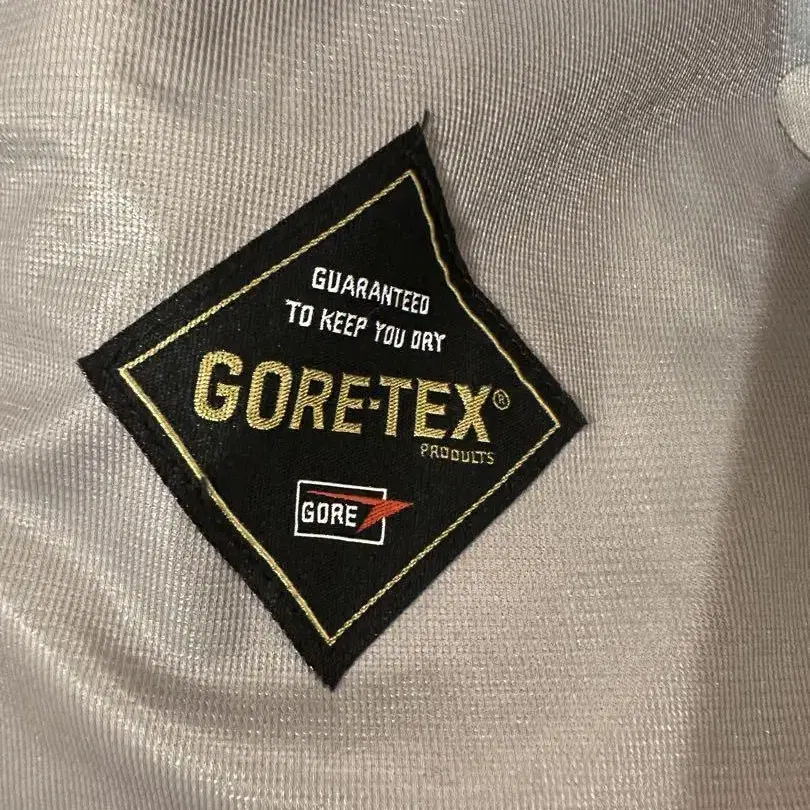 GUARANTEED
TO KEEP YOU DRY
GORE-TEX®
PRODUCTS
GORE